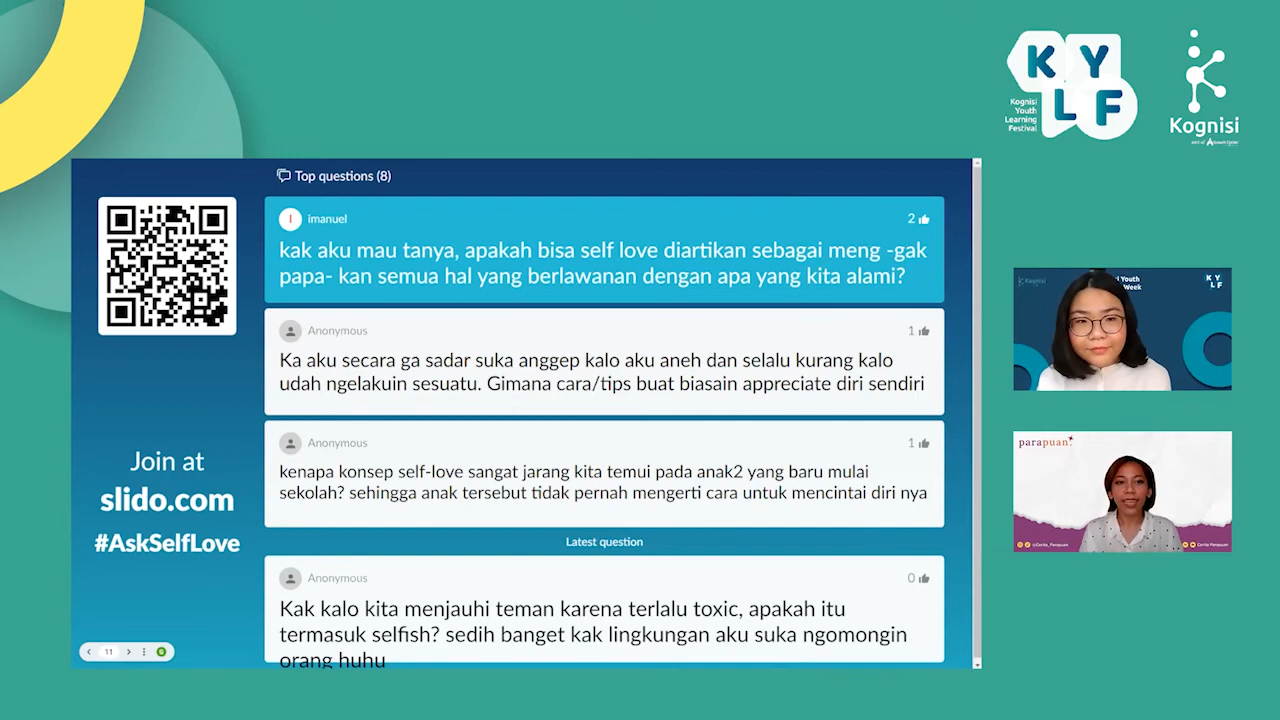 K Y
L F
Kognisi
Youth
Learning
Festival
Kognisi
Top questions (8)
I imanuel 2
kak aku mau tanya, apakah bisa self love diartikan sebagai meng -gak
papa- kan semua hal yang berlawanan dengan apa yang kita alami?
Anonymous 1
Ka aku secara ga sadar suka anggep kalo aku aneh dan selalu kurang kalo
udah ngelakuin sesuatu. Gimana cara/tips buat biasain appreciate diri sendiri
Anonymous 1
kenapa konsep self-love sangat jarang kita temui pada anak2 yang baru mulai
sekolah? sehingga anak tersebut tidak pernah mengerti cara untuk mencintai diri nya
Latest question
Anonymous 0
Kak kalo kita menjauhi teman karena terlalu toxic, apakah itu
termasuk selfish? sedih banget kak lingkungan aku suka ngomongin
orang huhu
Join at
slido.com
#AskSelfLove
11
Kognisi
Youth
Week
K Y
L F
parapuan
@Cerita_Parapuan
Cerita Parapuan